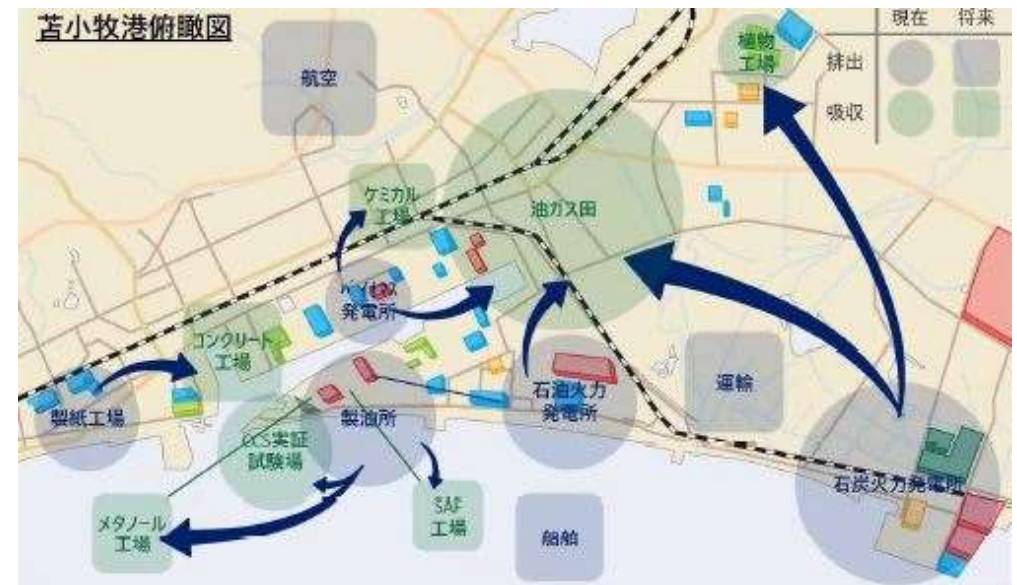 苫小牧港俯瞰図
現在 将来
排出
吸収
航空
植物
工場
ケミカル
工場
油ガス田
発電所
コンクリート
工場
製紙工場
製油所
石油火力
発電所
運輸
CCS実証
試験場
石炭火力発電所
メタノール
工場
SAF
工場
船舶